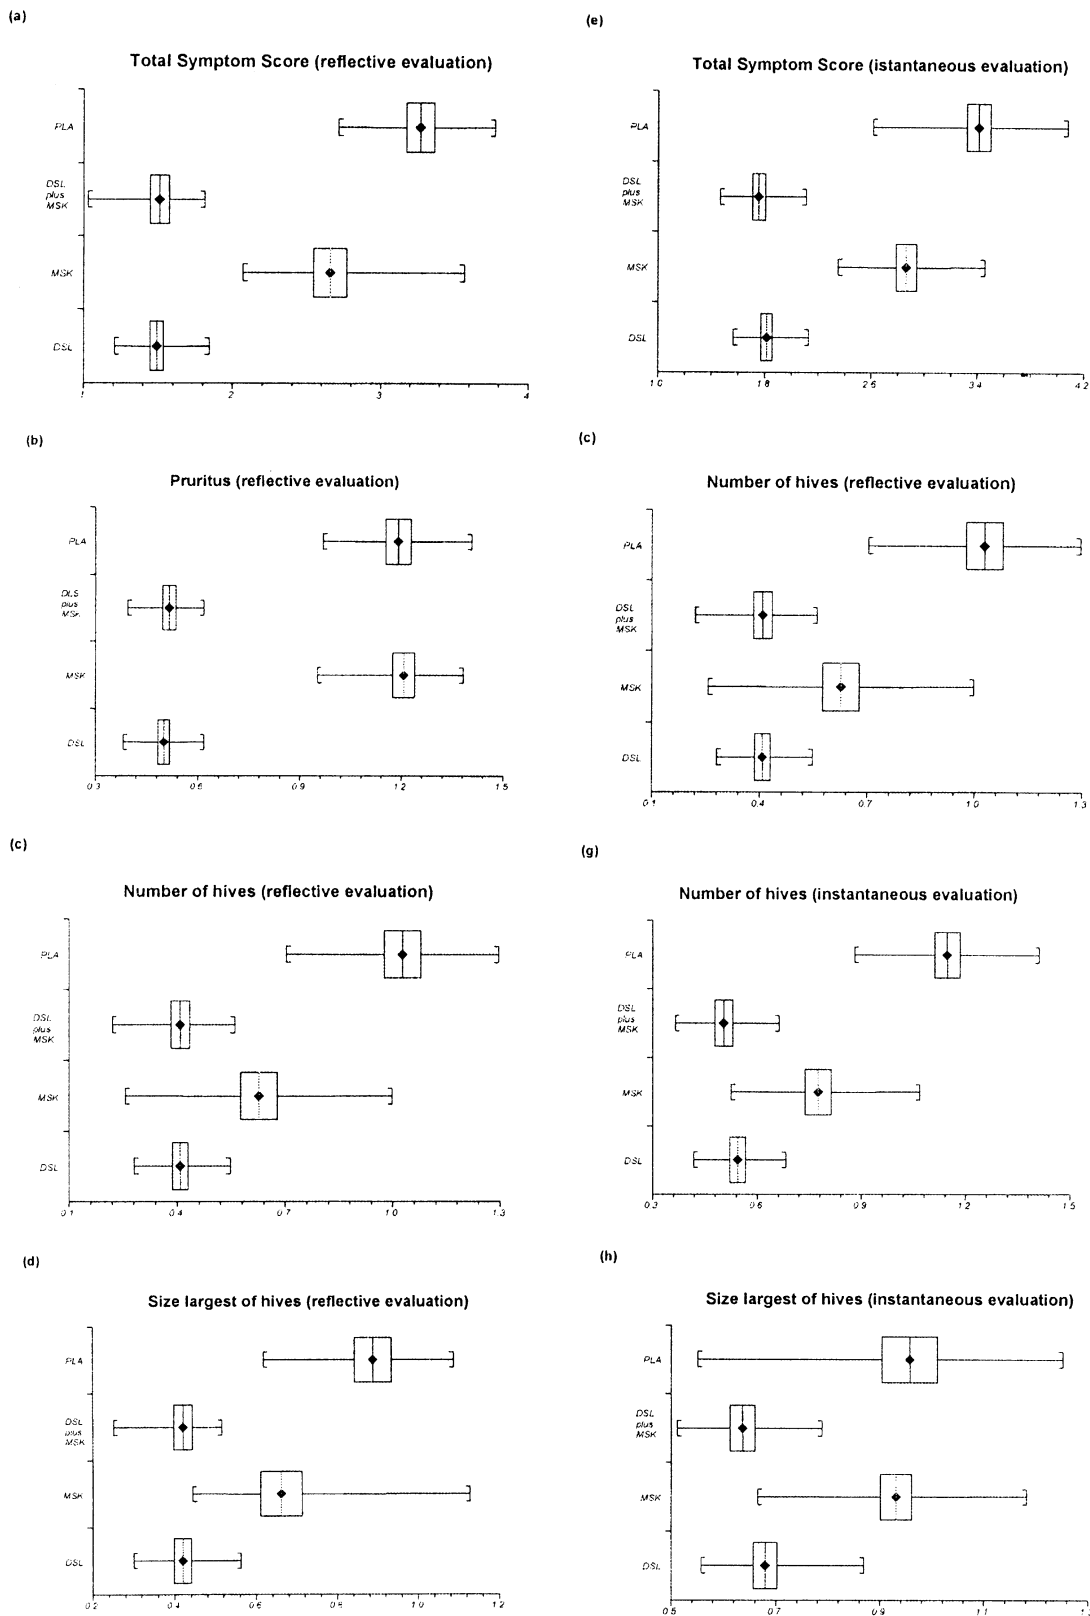 (a)
Total Symptom Score (reflective evaluation)
PLA
DSL
plus
MSK
MSK
DSL
1
2
3
4
(e)
Total Symptom Score (istantaneous evaluation)
PLA
DSL
plus
MSK
MSK
DSL
1.0
1.8
2.6
3.4
4.2
(b)
Pruritus (reflective evaluation)
PLA
DLS
plus
MSK
MSK
DSL
0.3
0.6
0.9
1.2
1.5
(c)
Number of hives (reflective evaluation)
PLA
DSL
plus
MSK
MSK
DSL
0.1
0.4
0.7
1.0
1.3
(c)
Number of hives (reflective evaluation)
PLA
DSL
plus
MSK
MSK
DSL
0.1
0.4
0.7
1.0
1.3
(g)
Number of hives (instantaneous evaluation)
PLA
DSL
plus
MSK
MSK
DSL
0.3
0.6
0.9
1.2
1.5
(d)
Size largest of hives (reflective evaluation)
PLA
DSL
plus
MSK
MSK
DSL
0.2
0.4
0.6
0.8
1.0
1.2
(h)
Size largest of hives (instantaneous evaluation)
PLA
DSL
plus
MSK
MSK
DSL
0.5
0.7
0.9
1.1